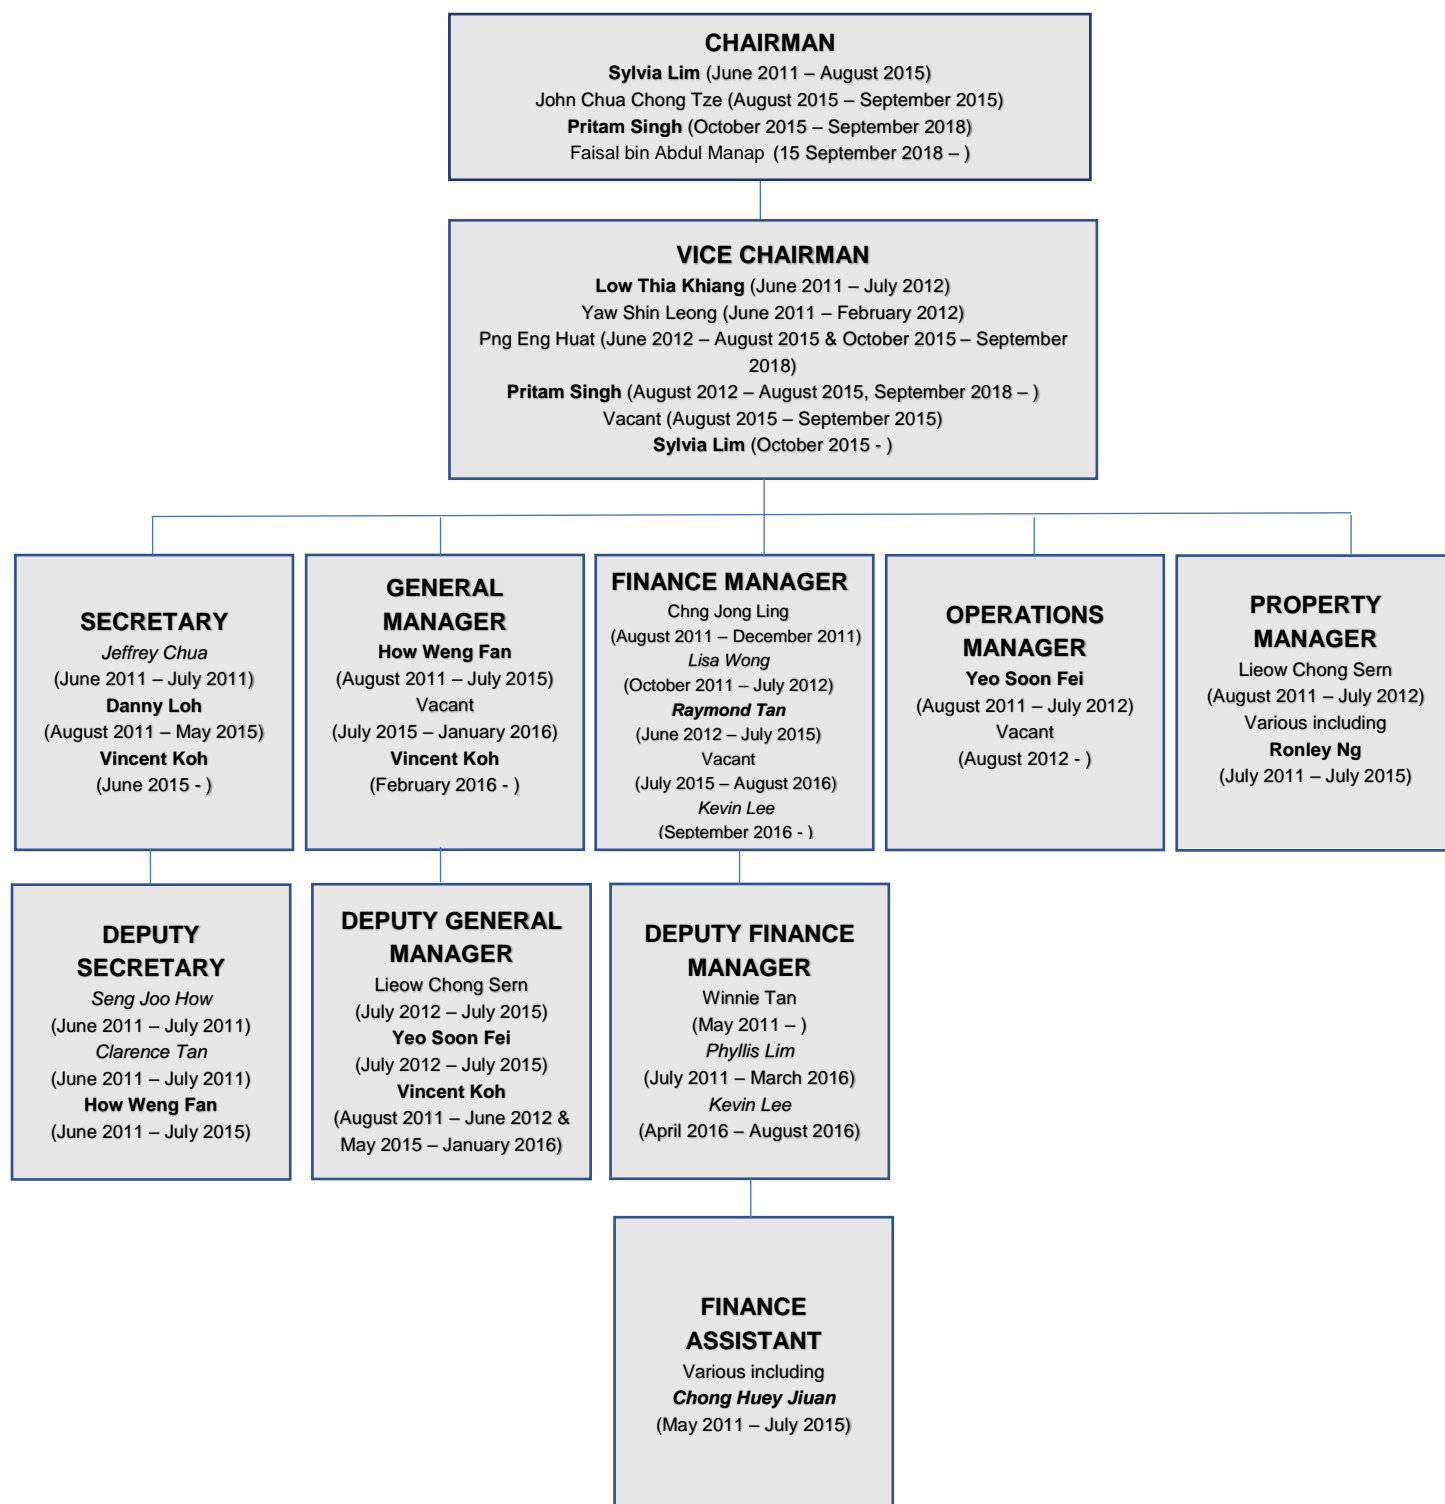 CHAIRMAN
Sylvia Lim (June 2011 – August 2015)
John Chua Chong Tze (August 2015 – September 2015)
Pritam Singh (October 2015 – September 2018)
Faisal bin Abdul Manap (15 September 2018 – )
VICE CHAIRMAN
Low Thia Khiang (June 2011 – July 2012)
Yaw Shin Leong (June 2011 – February 2012)
Png Eng Huat (June 2012 – August 2015 & October 2015 – September
2018)
Pritam Singh (August 2012 – August 2015, September 2018 – )
Vacant (August 2015 – September 2015)
Sylvia Lim (October 2015 - )
SECRETARY
Jeffrey Chua
(June 2011 – July 2011)
Danny Loh
(August 2011 – May 2015)
Vincent Koh
(June 2015 - )
GENERAL
MANAGER
How Weng Fan
(August 2011 – July 2015)
Vacant
(July 2015 – January 2016)
Vincent Koh
(February 2016 - )
FINANCE MANAGER
Chng Jong Ling
(August 2011 – December 2011)
Lisa Wong
(October 2011 – July 2012)
Raymond Tan
(June 2012 – July 2015)
Vacant
(July 2015 – August 2016)
Kevin Lee
(September 2016 - )
OPERATIONS
MANAGER
Yeo Soon Fei
(August 2011 – July 2012)
Vacant
(August 2012 - )
PROPERTY
MANAGER
Lieow Chong Sern
(August 2011 – July 2012)
Various including
Ronley Ng
(July 2011 – July 2015)
DEPUTY
SECRETARY
Seng Joo How
(June 2011 – July 2011)
Clarence Tan
(June 2011 – July 2011)
How Weng Fan
(June 2011 – July 2015)
DEPUTY GENERAL
MANAGER
Lieow Chong Sern
(July 2012 – July 2015)
Yeo Soon Fei
(July 2012 – July 2015)
Vincent Koh
(August 2011 – June 2012 &
May 2015 – January 2016)
DEPUTY FINANCE
MANAGER
Winnie Tan
(May 2011 – )
Phyllis Lim
(July 2011 – March 2016)
Kevin Lee
(April 2016 – August 2016)
FINANCE
ASSISTANT
Various including
Chong Huey Jiuan
(May 2011 – July 2015)